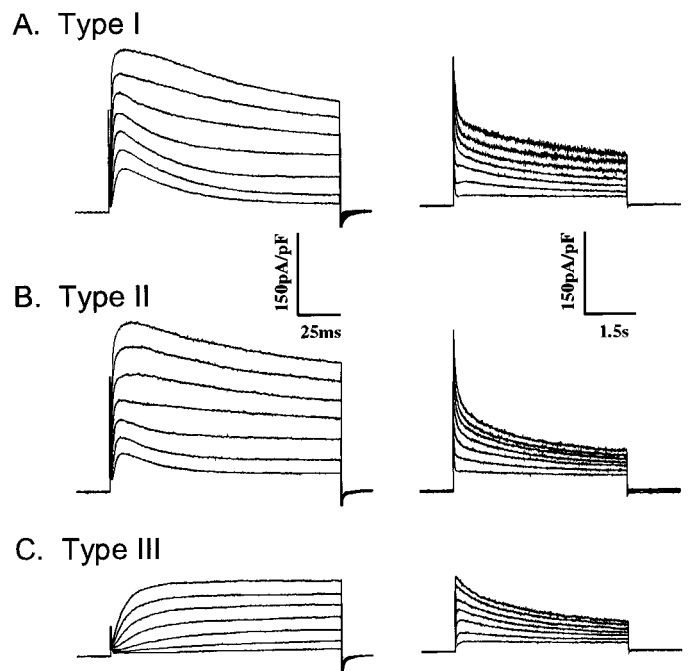 A. Type I
150pA/pF
25ms
150pA/pF
1.5s
B. Type II
C. Type III